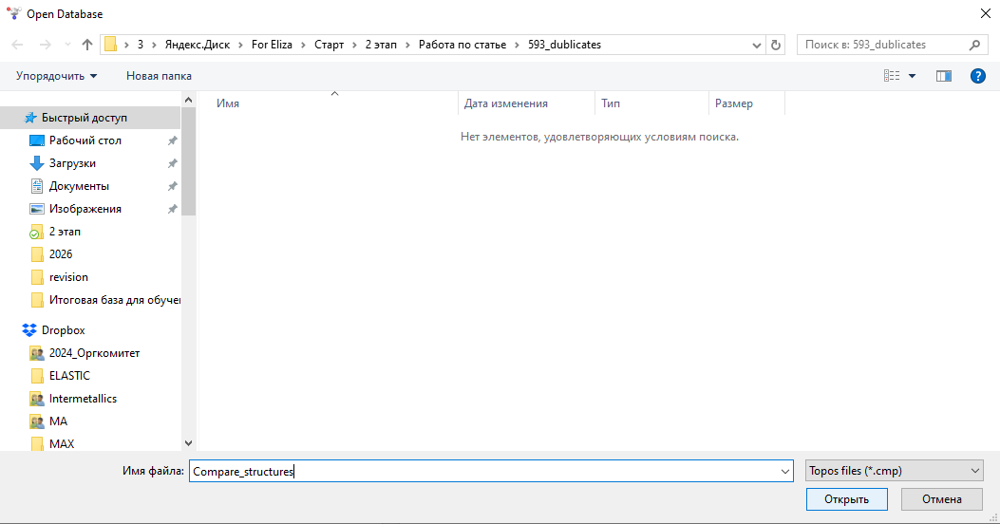 Open Database
3 Яндекс.Диск For Eliza Старт 2 этап Работа по статье 593_dublicates
Поиск в: 593_dublicates
Упорядочить Новая папка
?
Имя Дата изменения Тип Размер
Нет элементов, удовлетворяющих условиям поиска.
Быстрый доступ
Рабочий стол
Загрузки
Документы
Изображения
2 этап
2026
revision
Итоговая база для обучен
Dropbox
2024_Оргкомитет
ELASTIC
Intermetallics
MA
MAX
Имя файла: Compare_structures
Topos files (*.cmp)
Открыть Отмена